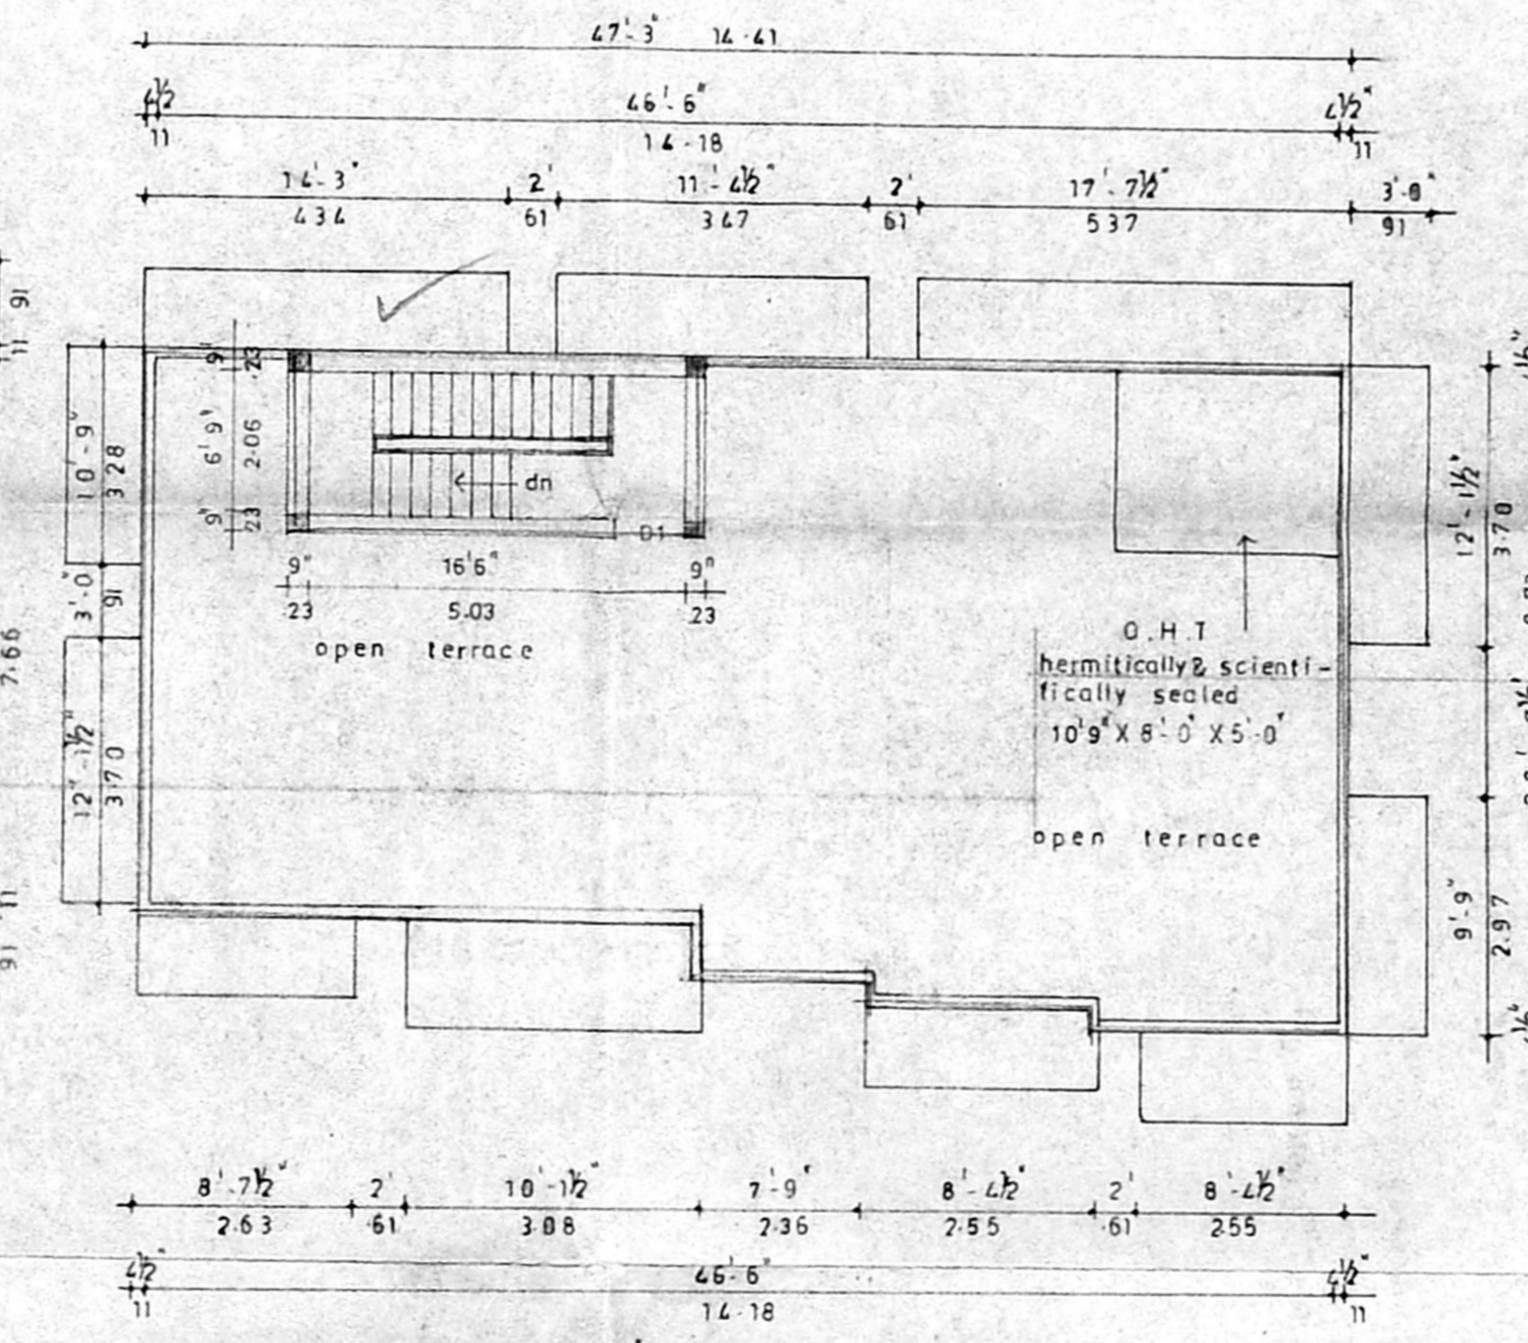 47'-3" 14.41
4½ 46'-6" 4½"
11 14.18 11
14'-3" 2' 11'-4½" 2' 17'-7½" 3'-0"
434 61 347 61 537 91
91
11
9" 23
10'-9" 3.28
6'9" 2.06
9" 23
dn
D1
9" 16'6" 9"
23 5.03 23
open terrace
3'-0" 91
12"-1½" 3.70
7.66
91 11
12'-1½" 3.70
O.H.T
hermitically & scienti-
fically sealed
10'9" X 8'-0" X 5'-0"
open terrace
9'-9" 2.97
8'-7½" 2' 10'-1½" 7'-9" 8'-4½" 2' 8'-4½"
2.63 .61 3.08 2.36 2.55 .61 2.55
4½" 46'-6" 4½"
11 14.18 11